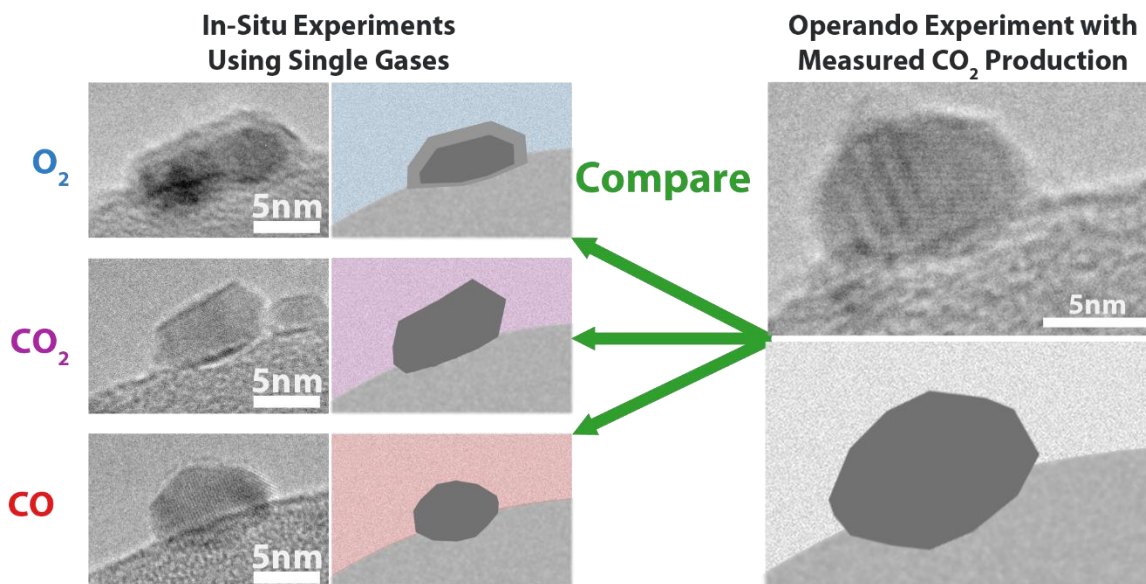 In-Situ Experiments
Using Single Gases
Operando Experiment with
Measured CO₂ Production
O₂
5nm
Compare
5nm
CO₂
5nm
CO
5nm